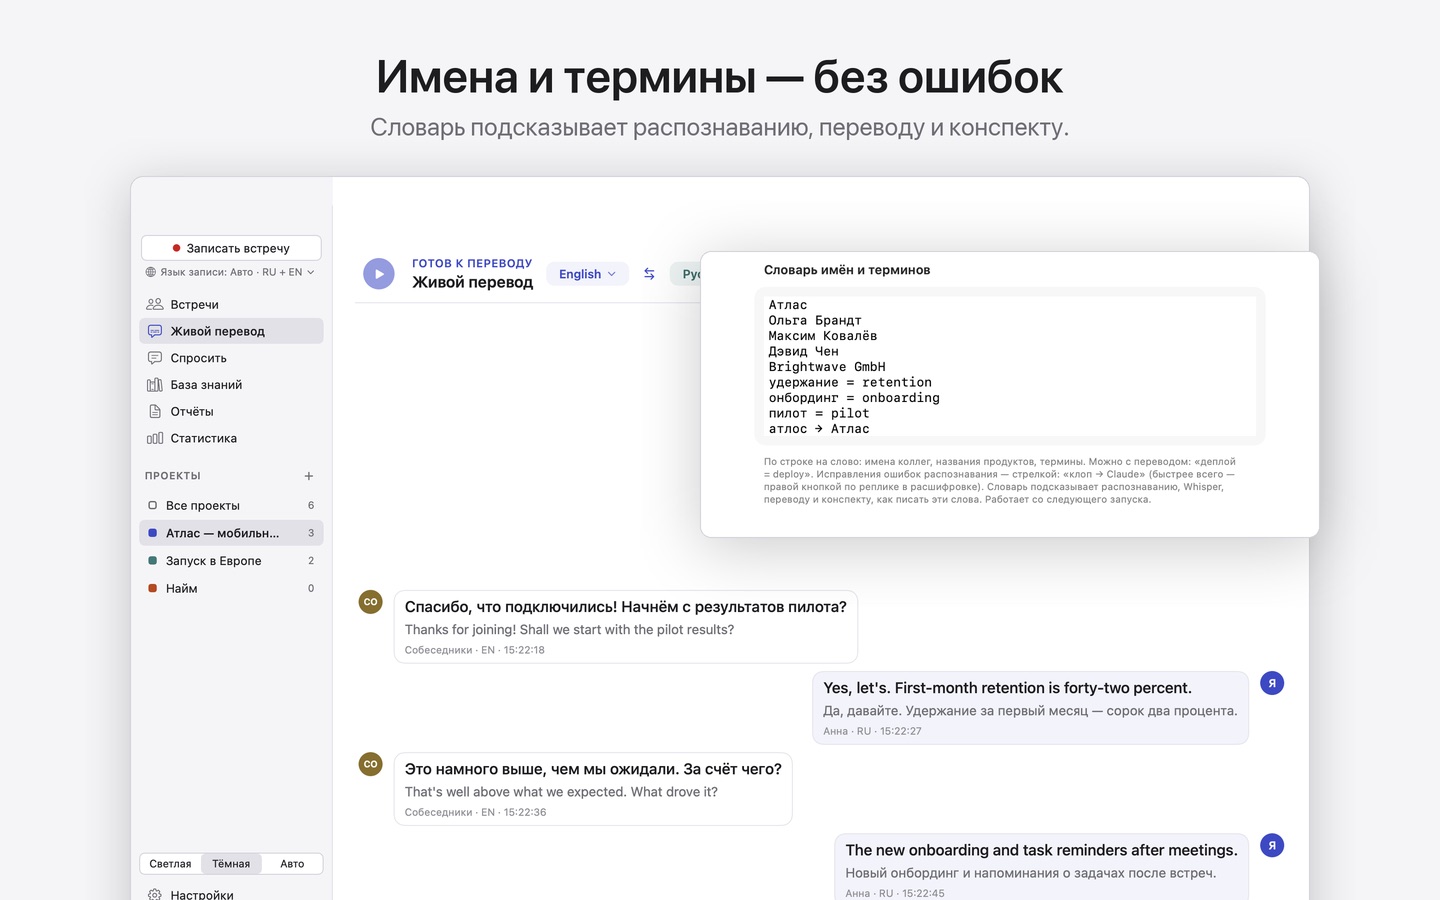 Имена и термины — без ошибок
Словарь подсказывает распознаванию, переводу и конспекту.
Записать встречу
Язык записи: Авто · RU + EN
Встречи
Живой перевод
Спросить
База знаний
Отчёты
Статистика
ПРОЕКТЫ +
Все проекты 6
Атлас — мобильн... 3
Запуск в Европе 2
Найм 0
Светлая Тёмная Авто
Настройки
ГОТОВ К ПЕРЕВОДУ
Живой перевод
English
Рус
Словарь имён и терминов
Атлас
Ольга Брандт
Максим Ковалёв
Дэвид Чен
Brightwave GmbH
удержание = retention
онбординг = onboarding
пилот = pilot
атлос → Атлас
По строке на слово: имена коллег, названия продуктов, термины. Можно с переводом: «деплой
= deploy». Исправления ошибок распознавания — стрелкой: «клоп → Claude» (быстрее всего —
правой кнопкой по реплике в расшифровке). Словарь подсказывает распознаванию, Whisper,
переводу и конспекту, как писать эти слова. Работает со следующего запуска.
СО
Спасибо, что подключились! Начнём с результатов пилота?
Thanks for joining! Shall we start with the pilot results?
Собеседники · EN · 15:22:18
Я
Yes, let's. First-month retention is forty-two percent.
Да, давайте. Удержание за первый месяц — сорок два процента.
Анна · RU · 15:22:27
СО
Это намного выше, чем мы ожидали. За счёт чего?
That's well above what we expected. What drove it?
Собеседники · EN · 15:22:36
Я
The new onboarding and task reminders after meetings.
Новый онбординг и напоминания о задачах после встреч.
Анна · RU · 15:22:45